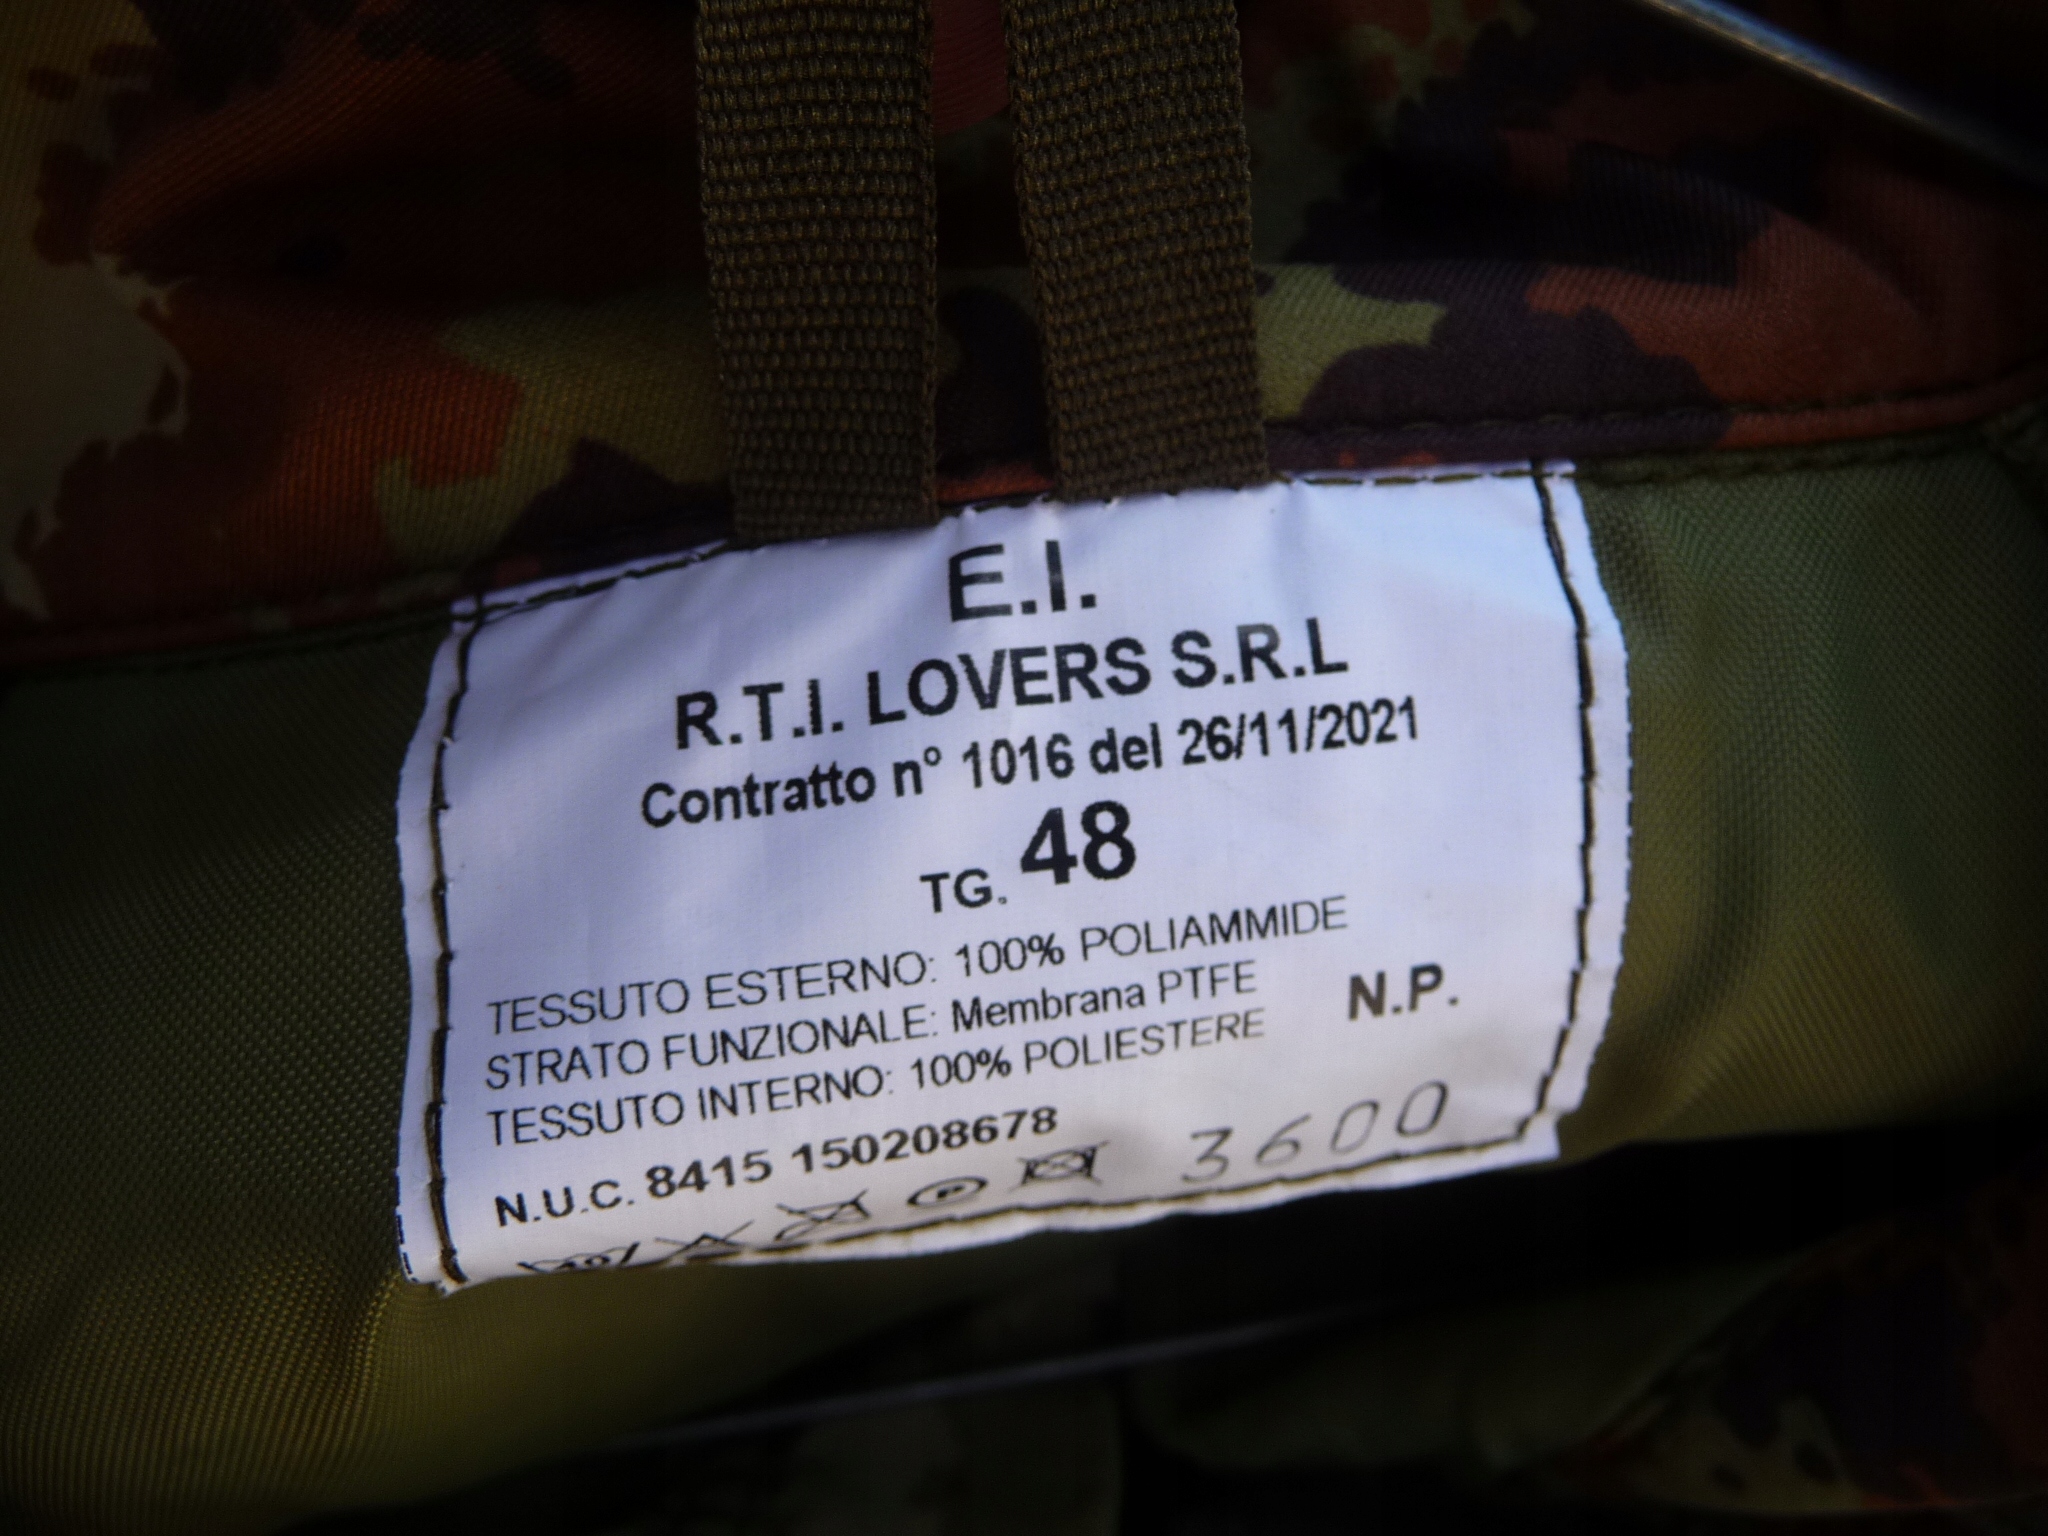 E.I.
R.T.I. LOVERS S.R.L
Contratto n° 1016 del 26/11/2021
TG. 48
TESSUTO ESTERNO: 100% POLIAMMIDE
STRATO FUNZIONALE: Membrana PTFE
TESSUTO INTERNO: 100% POLIESTERE
N.P.
N.U.C. 8415 150208678
40 P 3600